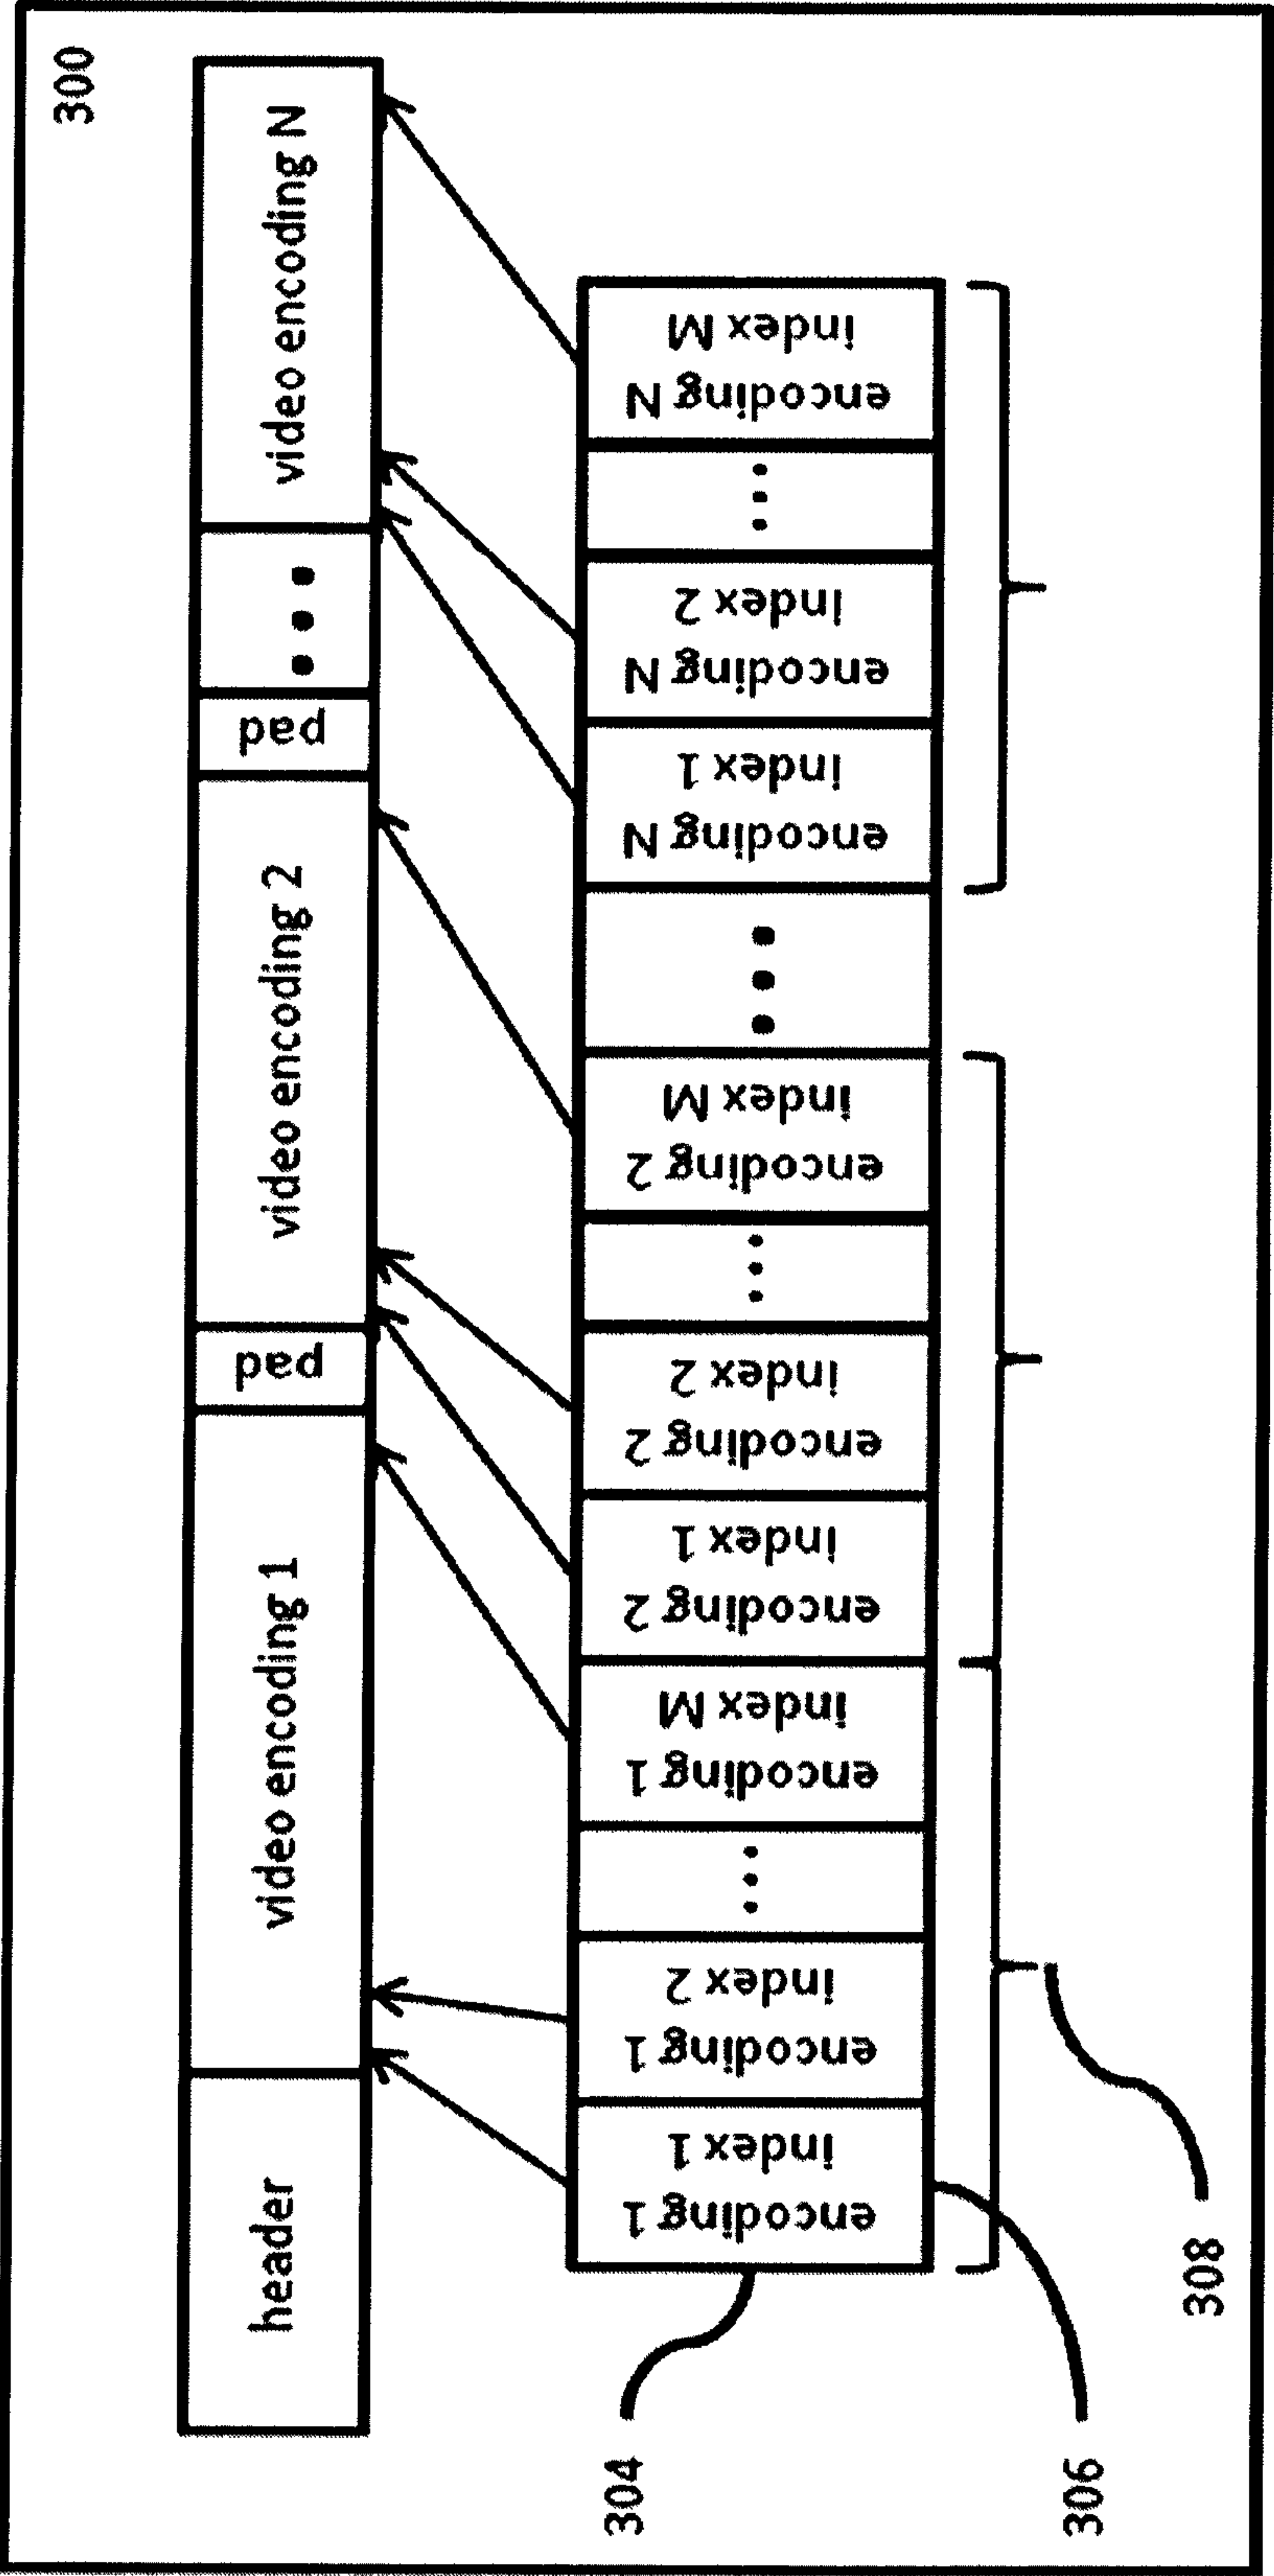 300
header
video encoding 1
pad
video encoding 2
pad
...
video encoding N
encoding 1
index 1
encoding 1
index 2
...
encoding 1
index M
encoding 2
index 1
encoding 2
index 2
...
encoding 2
index M
...
encoding N
index 1
encoding N
index 2
...
encoding N
index M
304
306
308